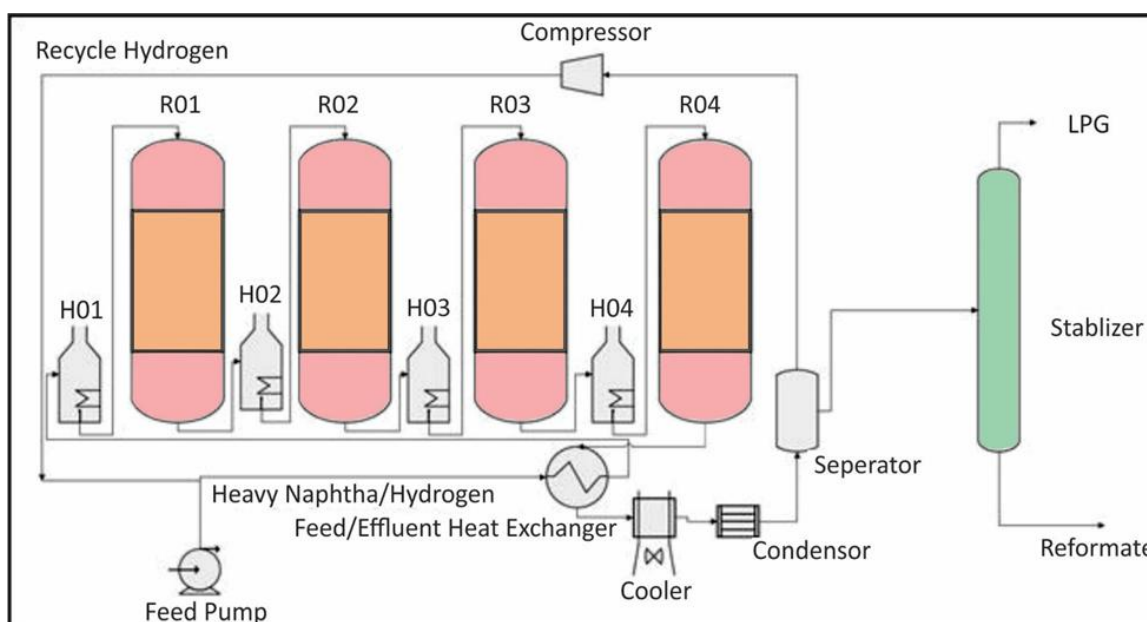 Compressor
Recycle Hydrogen
R01
R02
R03
R04
LPG
H01
H02
H03
H04
Stablizer
Seperator
Heavy Naphtha/Hydrogen
Feed/Effluent Heat Exchanger
Condensor
Reformate
Cooler
Feed Pump